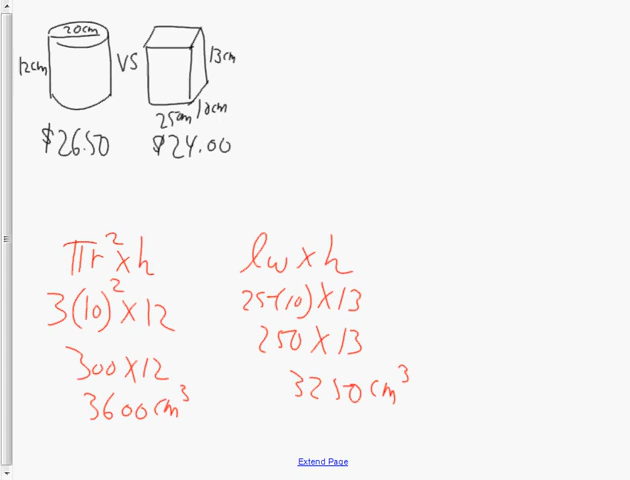 20cm
12cm VS 13cm
25cm 10cm
$26.50 $24.00
πr² x h
3(10)² x 12
300 x 12
3600 cm³
lw x h
25(10) x 13
250 x 13
3250 cm³
Extend Page